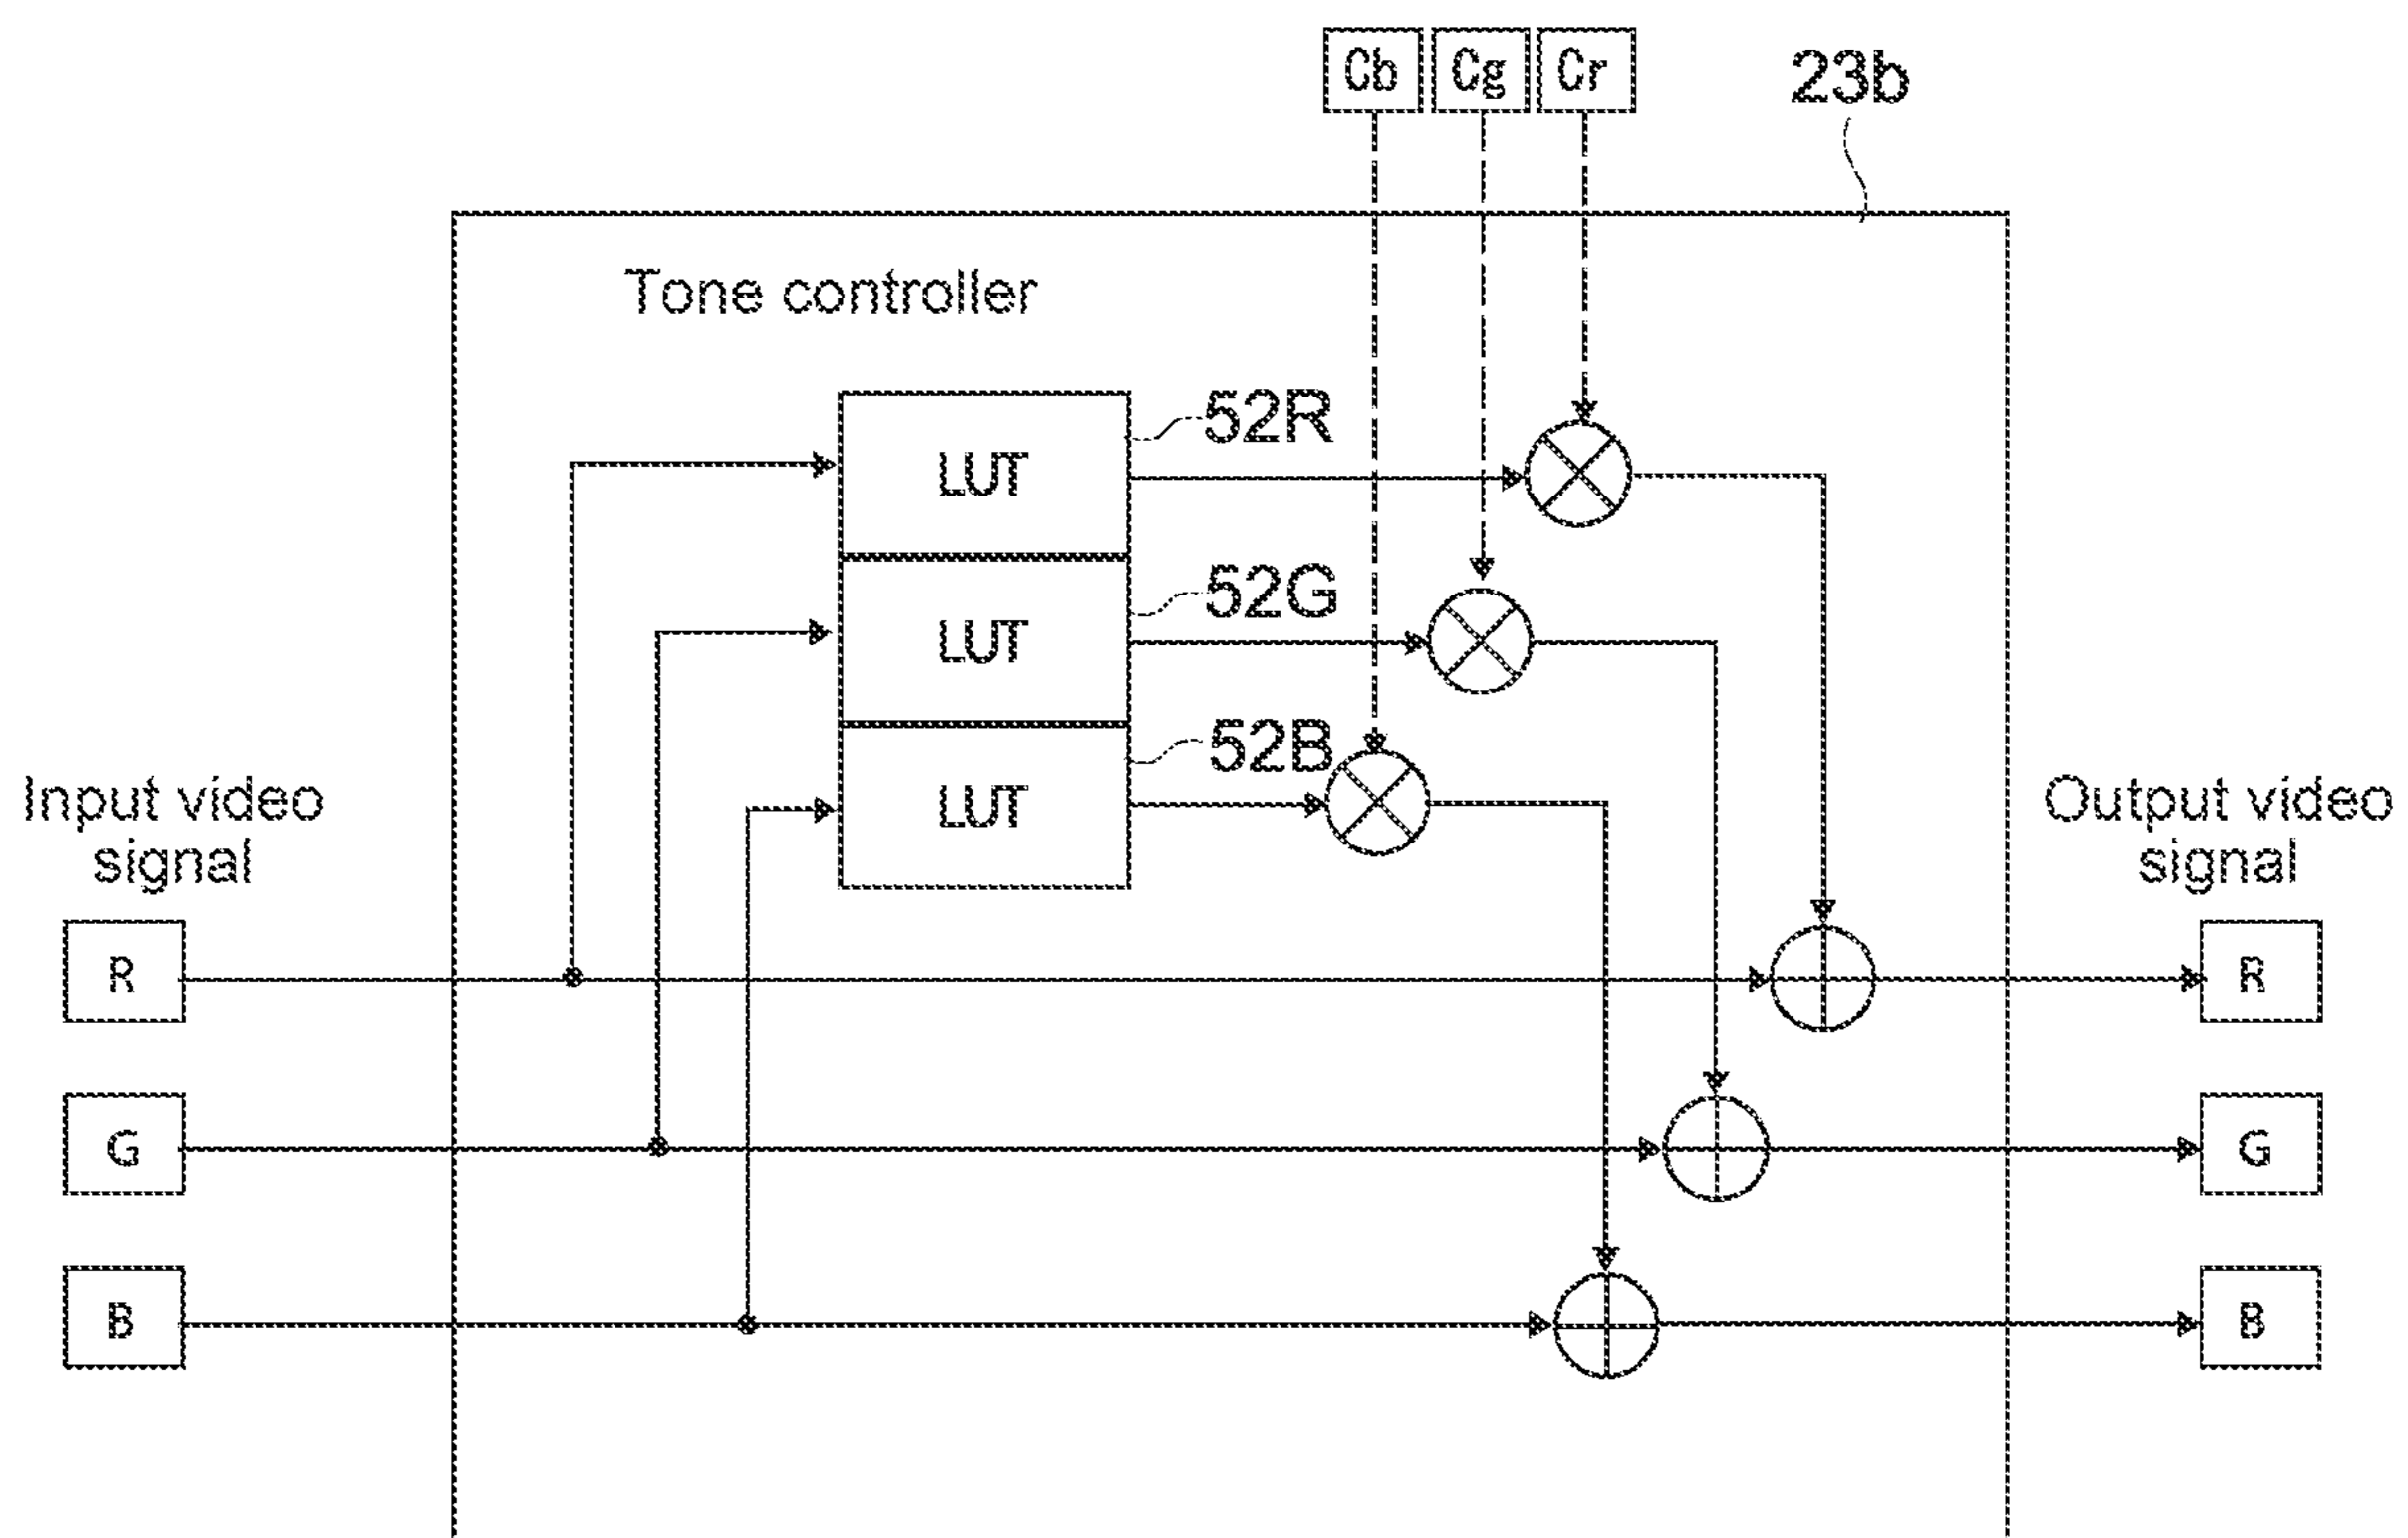 Cb Cg Cr
23b
Tone controller
52R
LUT
52G
LUT
52B
LUT
Input video
signal
Output video
signal
R
R
G
G
B
B